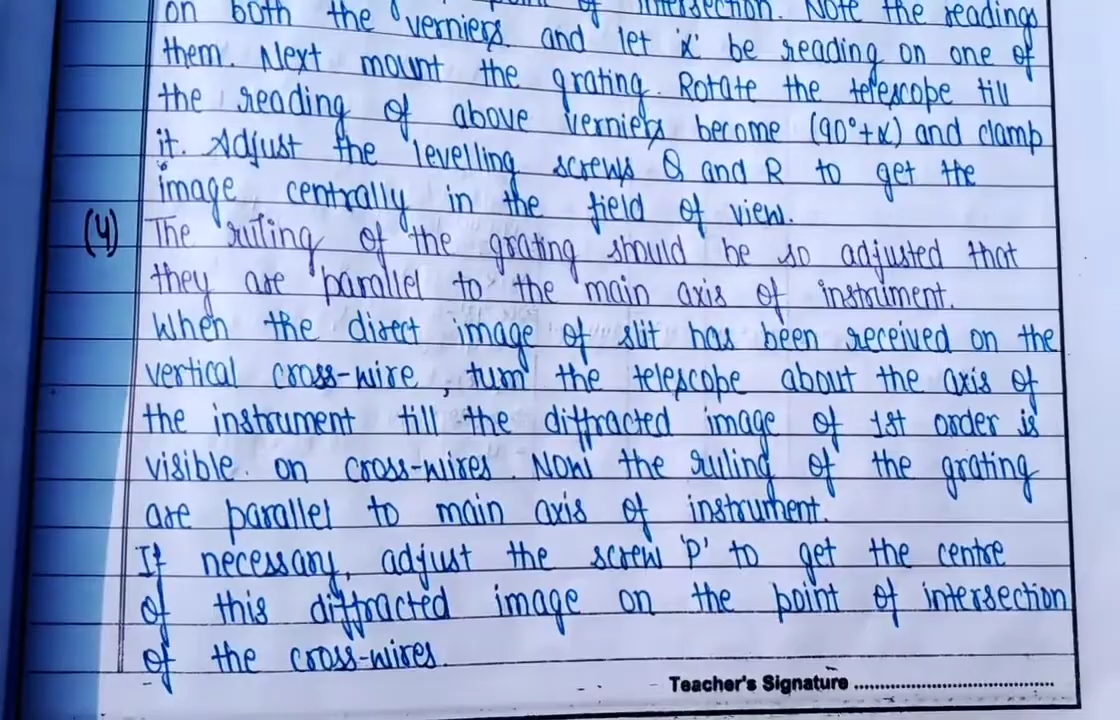 on both the point of intersection. Note the readings
verniers and let 'α' be reading on one of
them. Next mount the grating. Rotate the telescope till
the reading of above verniers become (90°+α) and clamp
it. Adjust the levelling screws Q and R to get the
image centrally in the field of view.
(4) The ruling of the grating should be so adjusted that
they are parallel to the main axis of instrument.
When the direct image of slit has been received on the
vertical cross-wire, turn the telescope about the axis of
the instrument till the diffracted image of 1st order is
visible. on cross-wires. Now the ruling of the grating
are parallel to main axis of instrument.
If necessary, adjust the screw 'P' to get the centre
of this diffracted image on the point of intersection
of the cross-wires.
Teacher's Signature